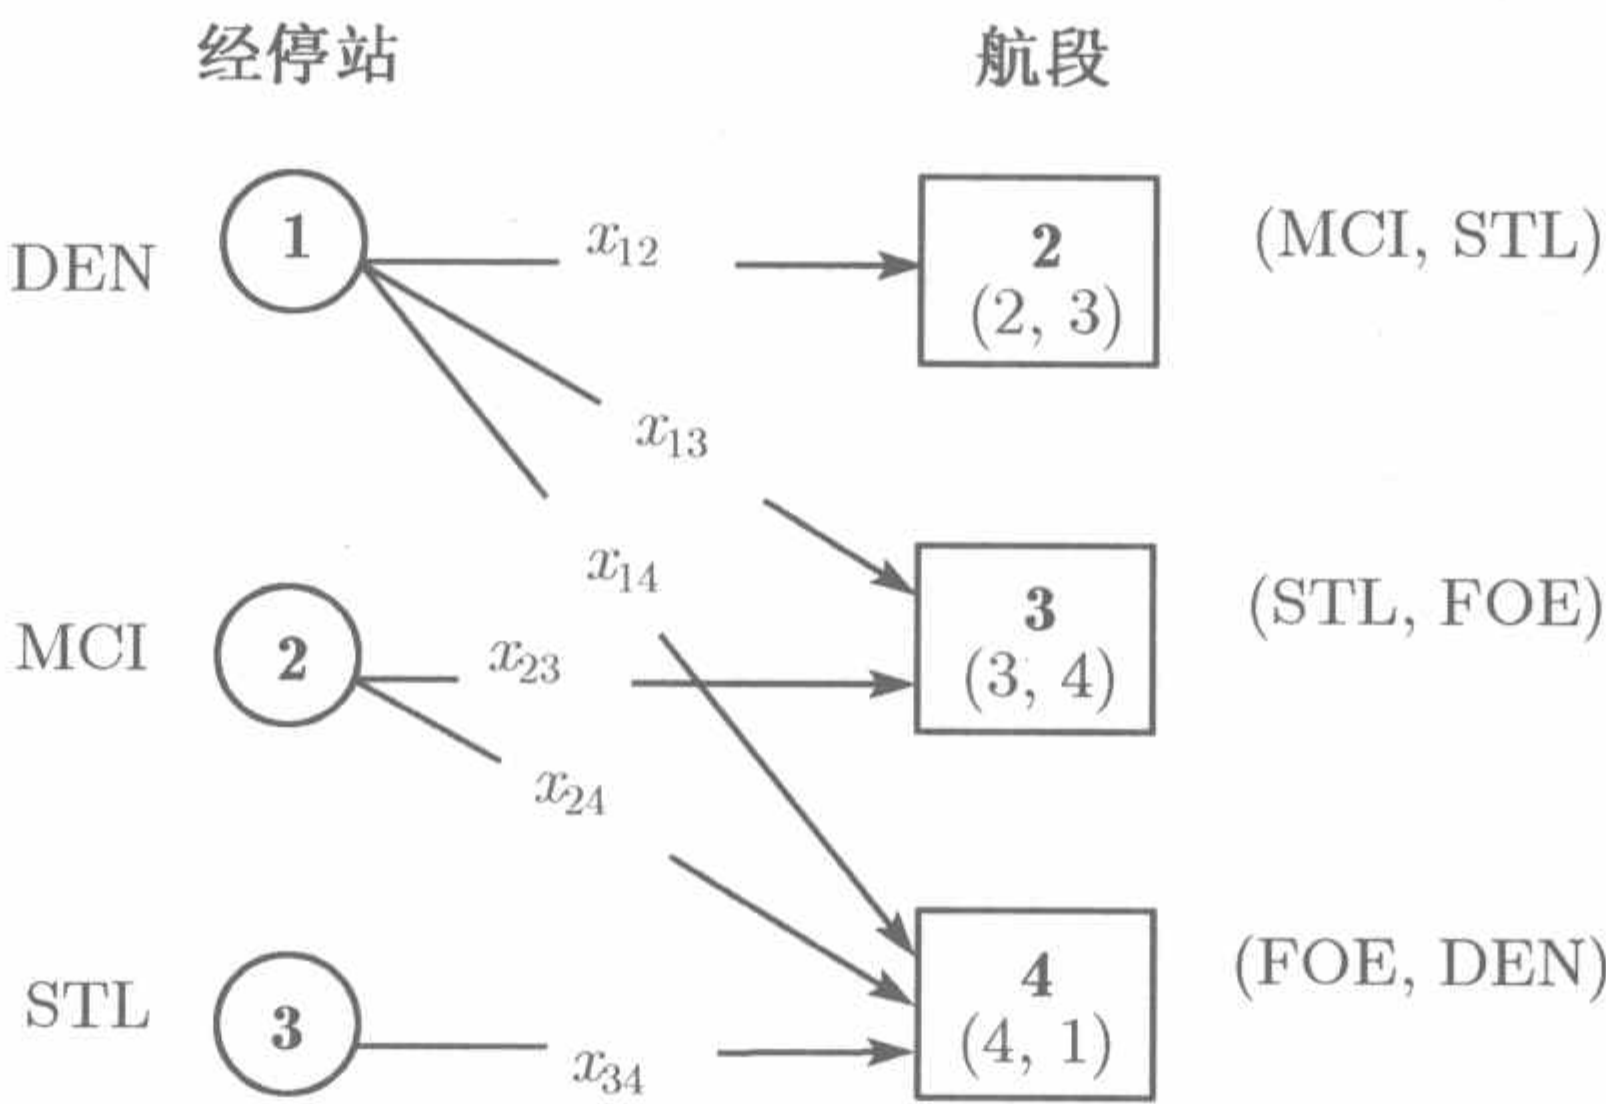 经停站 航段
DEN 1 x12 2 (MCI, STL)
(2, 3)
x13
x14
MCI 2 x23 3 (STL, FOE)
(3, 4)
x24
STL 3 x34 4 (FOE, DEN)
(4, 1)